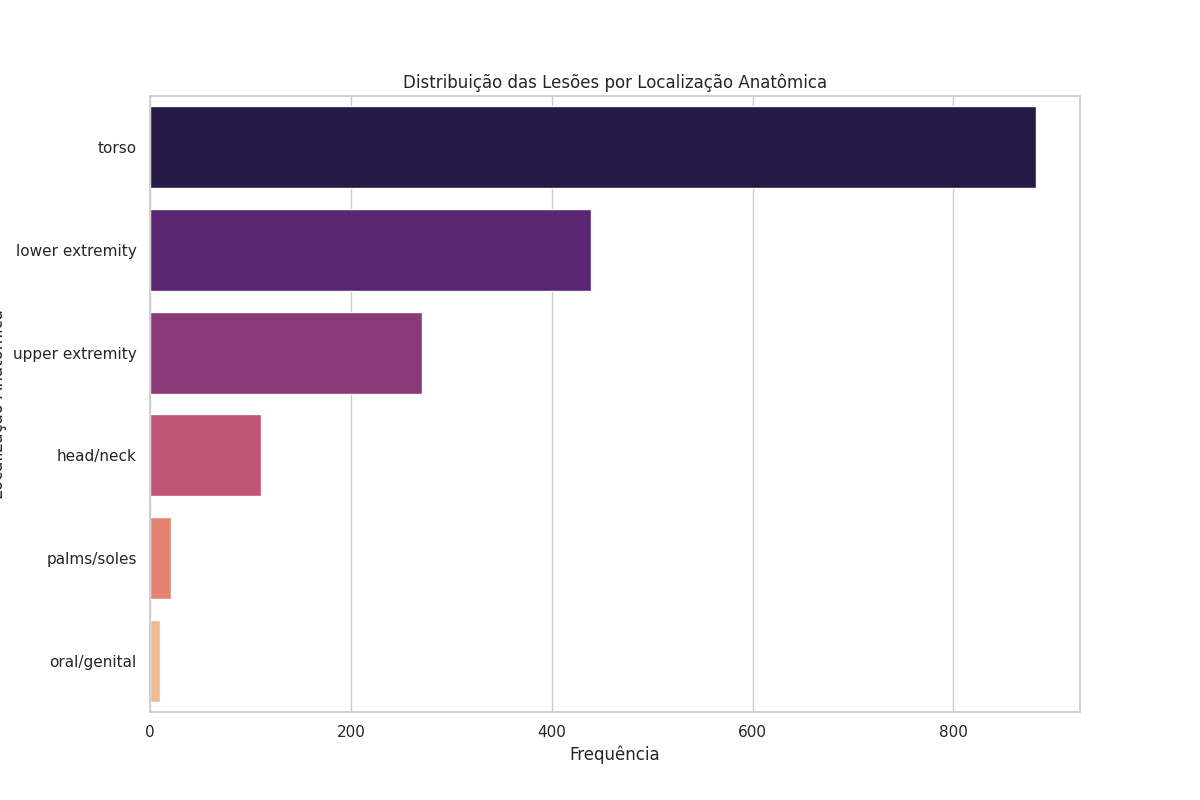 Distribuição das Lesões por Localização Anatômica
torso
lower extremity
upper extremity
head/neck
palms/soles
oral/genital
0 200 400 600 800
Frequência